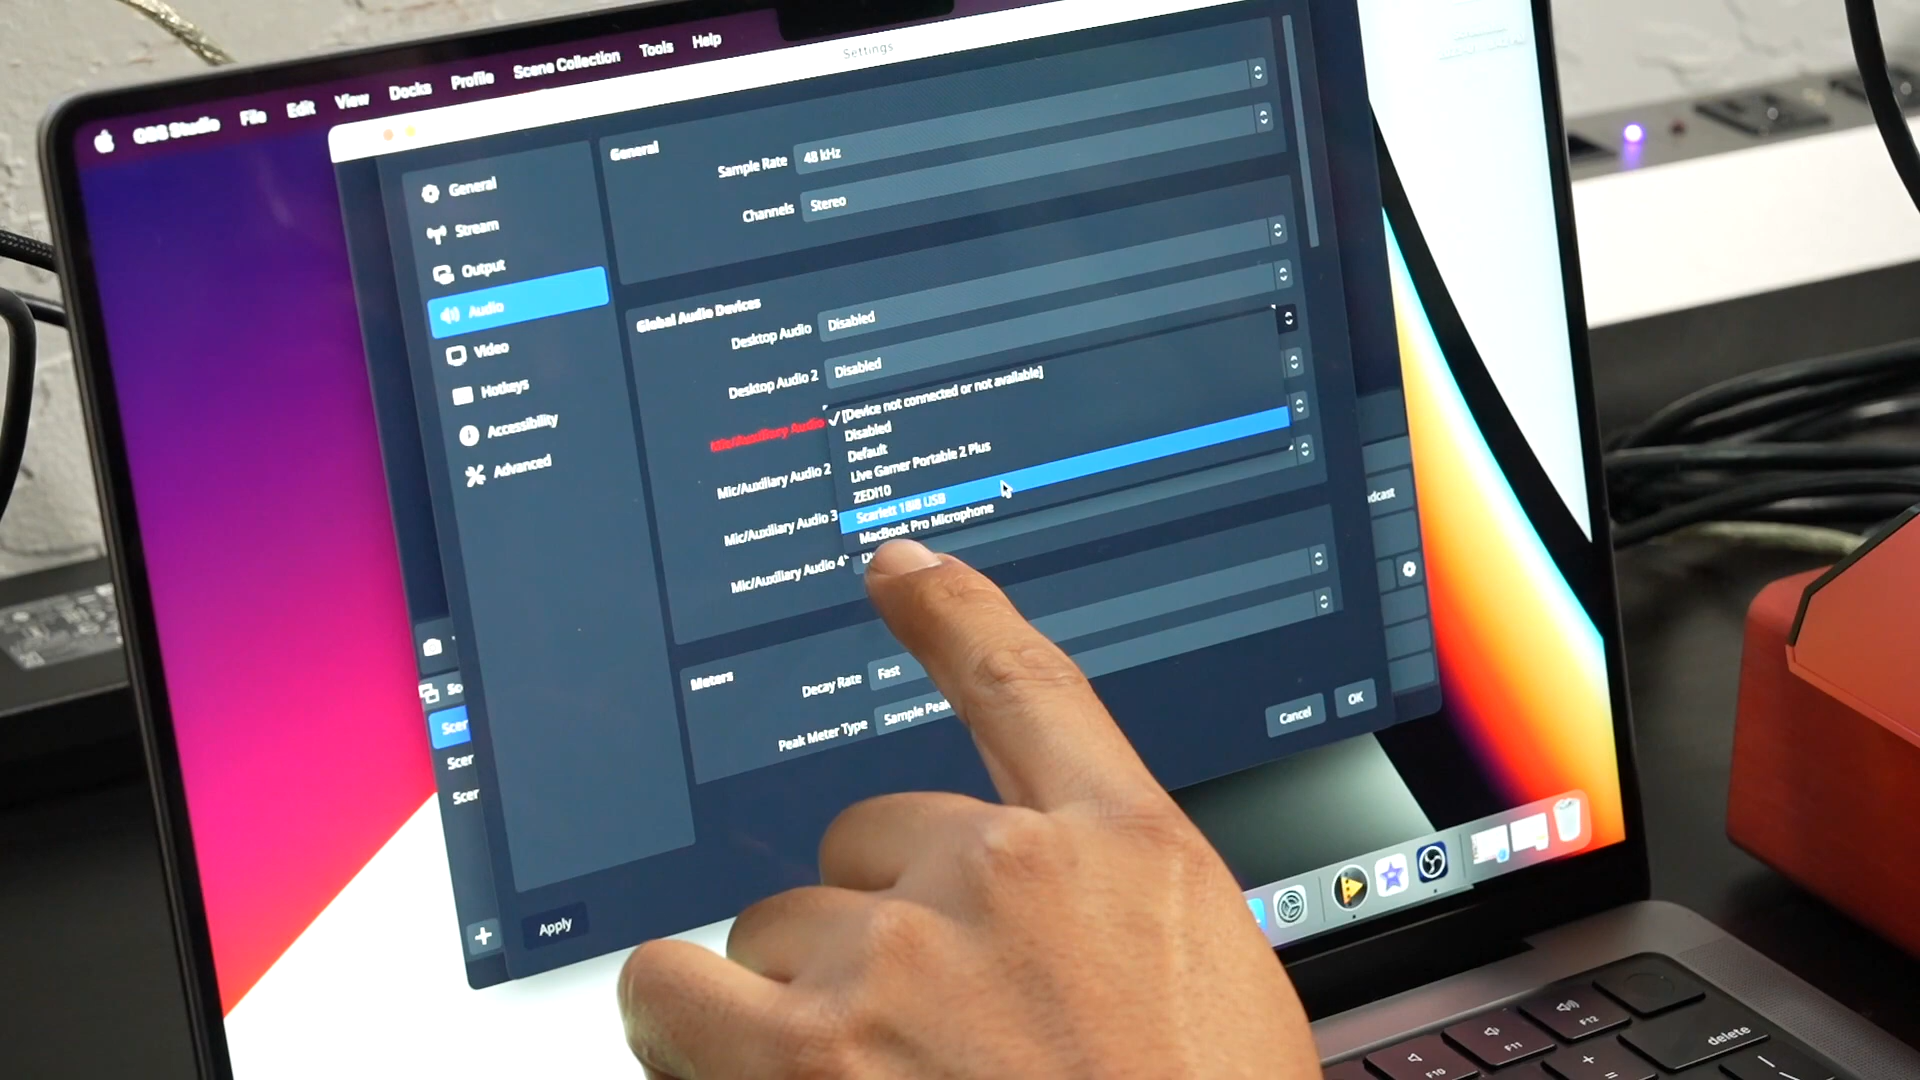 OBS Studio File Edit View Docks Profile Scene Collection Tools Help
Settings
General
Stream
Output
Audio
Video
Hotkeys
Accessibility
Advanced
General
Sample Rate 48 kHz
Channels Stereo
Global Audio Devices
Desktop Audio Disabled
Desktop Audio 2 Disabled
Mic/Auxiliary Audio
✓ [Device not connected or not available]
Disabled
Default
Live Gamer Portable 2 Plus
ZEDi10
Scarlett 18i8 USB
MacBook Pro Microphone
Mic/Auxiliary Audio 2
Mic/Auxiliary Audio 3
Mic/Auxiliary Audio 4
Meters
Decay Rate Fast
Peak Meter Type Sample Peak
Cancel OK
Apply
delete
F10
F11
F12
+
=